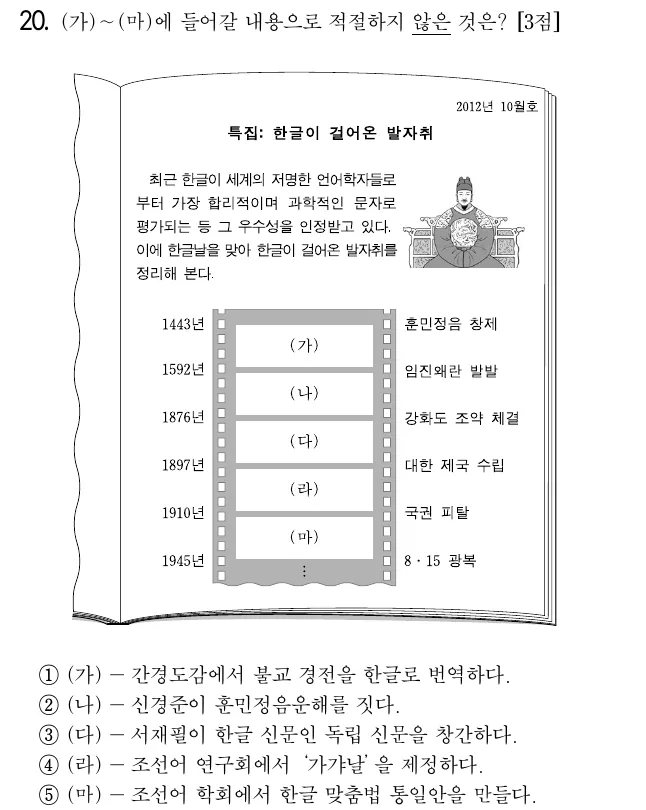 20. (가)~(마)에 들어갈 내용으로 적절하지 않은 것은? [3점]
2012년 10월호
특집: 한글이 걸어온 발자취
최근 한글이 세계의 저명한 언어학자들로
부터 가장 합리적이며 과학적인 문자로
평가되는 등 그 우수성을 인정받고 있다.
이에 한글날을 맞아 한글이 걸어온 발자취를
정리해 본다.
1443년 훈민정음 창제
(가)
1592년 임진왜란 발발
(나)
1876년 강화도 조약 체결
(다)
1897년 대한 제국 수립
(라)
1910년 국권 피탈
(마)
1945년 8·15 광복
⋮
① (가) - 간경도감에서 불교 경전을 한글로 번역하다.
② (나) - 신경준이 훈민정음운해를 짓다.
③ (다) - 서재필이 한글 신문인 독립 신문을 창간하다.
④ (라) - 조선어 연구회에서 ‘가갸날’을 제정하다.
⑤ (마) - 조선어 학회에서 한글 맞춤법 통일안을 만들다.